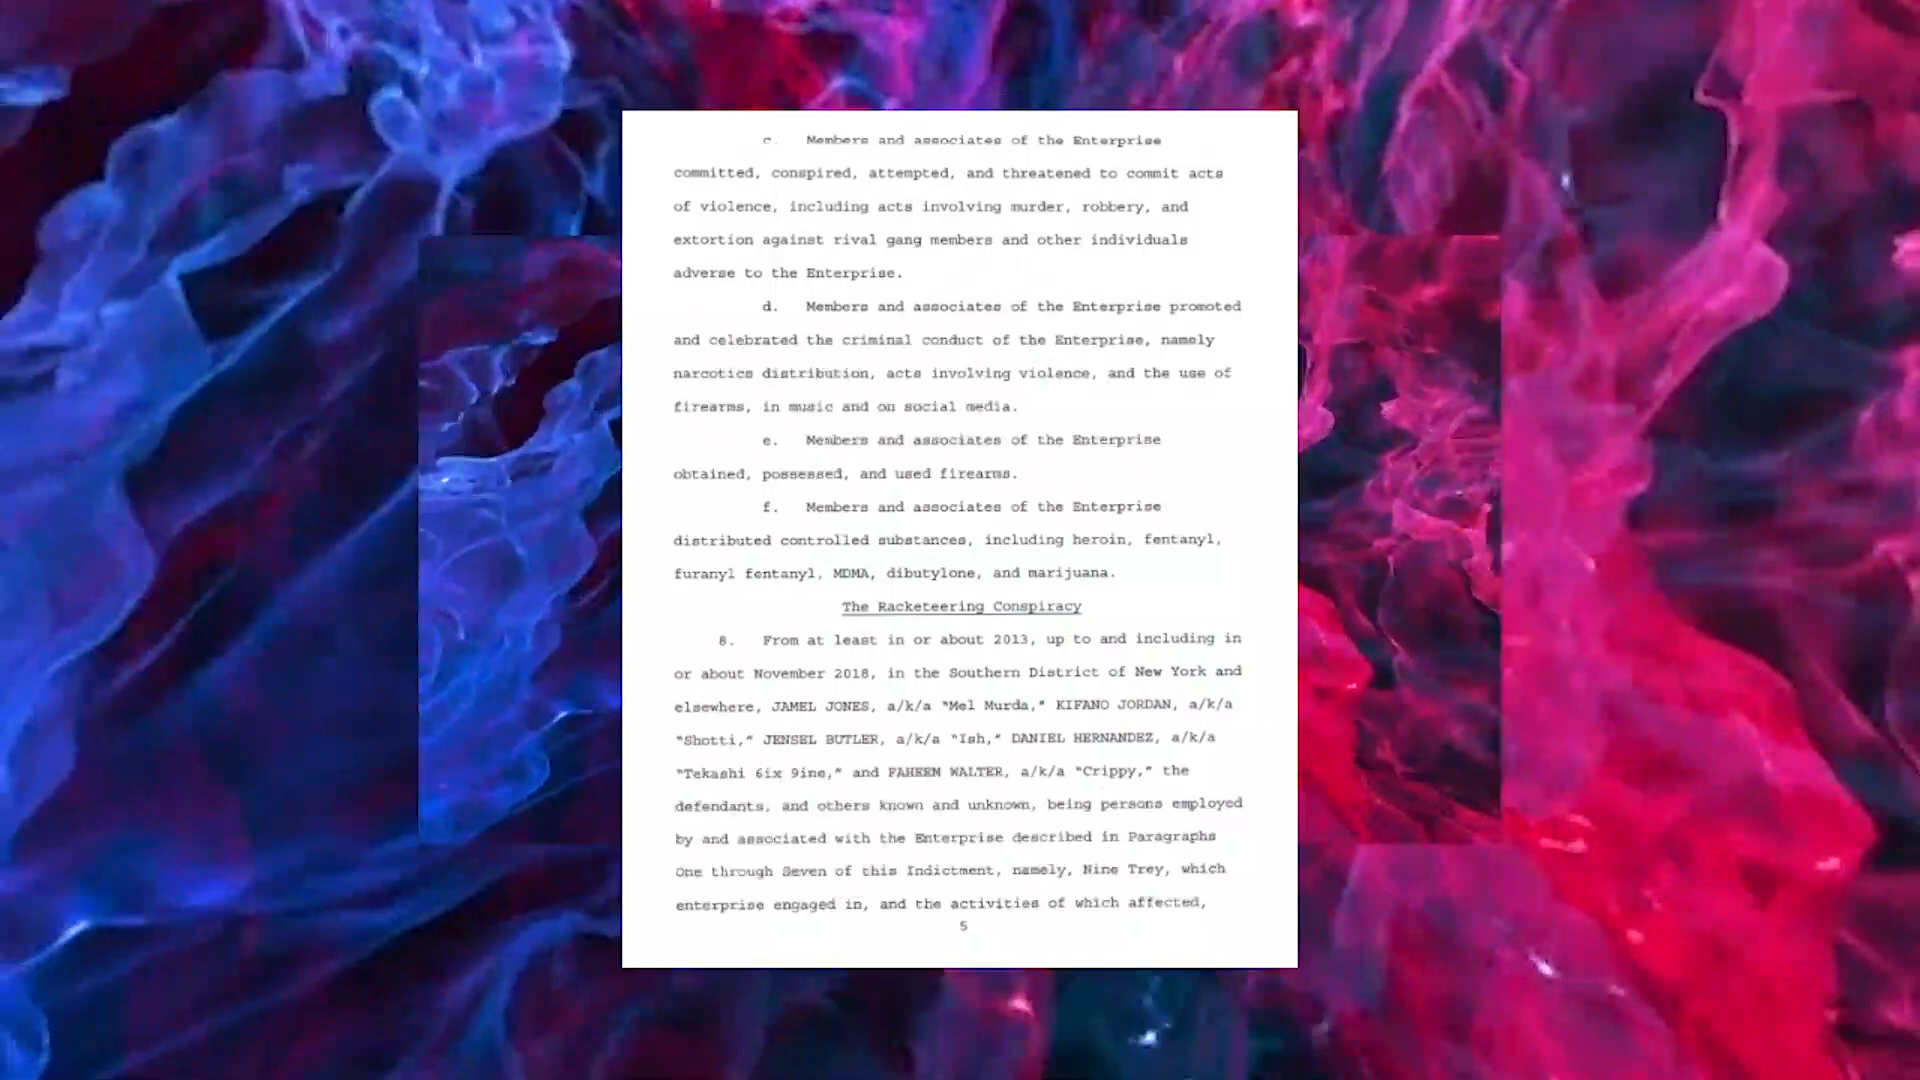 c. Members and associates of the Enterprise
committed, conspired, attempted, and threatened to commit acts
of violence, including acts involving murder, robbery, and
extortion against rival gang members and other individuals
adverse to the Enterprise.
d. Members and associates of the Enterprise promoted
and celebrated the criminal conduct of the Enterprise, namely
narcotics distribution, acts involving violence, and the use of
firearms, in music and on social media.
e. Members and associates of the Enterprise
obtained, possessed, and used firearms.
f. Members and associates of the Enterprise
distributed controlled substances, including heroin, fentanyl,
furanyl fentanyl, MDMA, dibutylone, and marijuana.
The Racketeering Conspiracy
8. From at least in or about 2013, up to and including in
or about November 2018, in the Southern District of New York and
elsewhere, JAMEL JONES, a/k/a "Mel Murda," KIFANO JORDAN, a/k/a
"Shotti," JENSEL BUTLER, a/k/a "Ish," DANIEL HERNANDEZ, a/k/a
"Tekashi 6ix 9ine," and FAHEEM WALTER, a/k/a "Crippy," the
defendants, and others known and unknown, being persons employed
by and associated with the Enterprise described in Paragraphs
One through Seven of this Indictment, namely, Nine Trey, which
enterprise engaged in, and the activities of which affected,
5